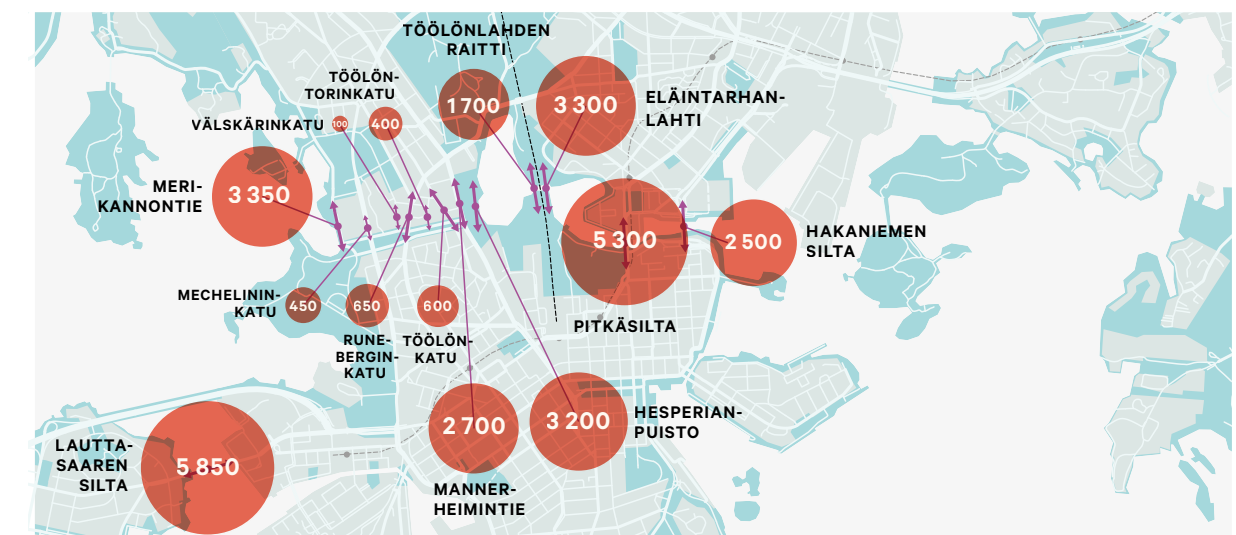 TÖÖLÖNLAHDEN
RAITTI
TÖÖLÖN-
TORINKATU
1 700
3 300
ELÄINTARHAN-
LAHTI
VÄLSKÄRINKATU
100
400
MERI-
KANNONTIE
3 350
5 300
2 500
HAKANIEMEN
SILTA
MECHELININ-
KATU
450
650
600
PITKÄSILTA
RUNE-
BERGIN-
KATU
TÖÖLÖN-
KATU
2 700
3 200
HESPERIAN-
PUISTO
LAUTTA-
SAAREN
SILTA
5 850
MANNER-
HEIMINTIE